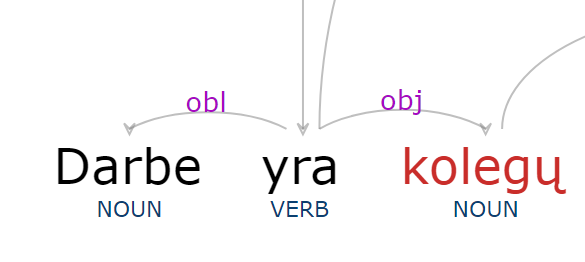 obl obj
Darbe yra kolegų
NOUN VERB NOUN